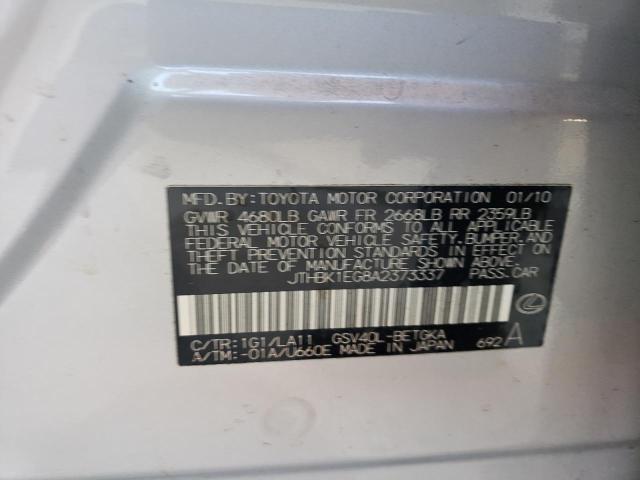 MFD. BY: TOYOTA MOTOR CORPORATION 01/10
GVWR 4680LB GAWR FR 2668LB RR 2359LB
THIS VEHICLE CONFORMS TO ALL APPLICABLE
FEDERAL MOTOR VEHICLE SAFETY, BUMPER, AND
THEFT PREVENTION STANDARDS IN EFFECT ON
THE DATE OF MANUFACTURE SHOWN ABOVE.
JTHBK1EG8A2373337 PASS. CAR
C/TR: 1G1/LA11 GSV40L-BETGKA
A/TM: -01A/U660E MADE IN JAPAN 692 A